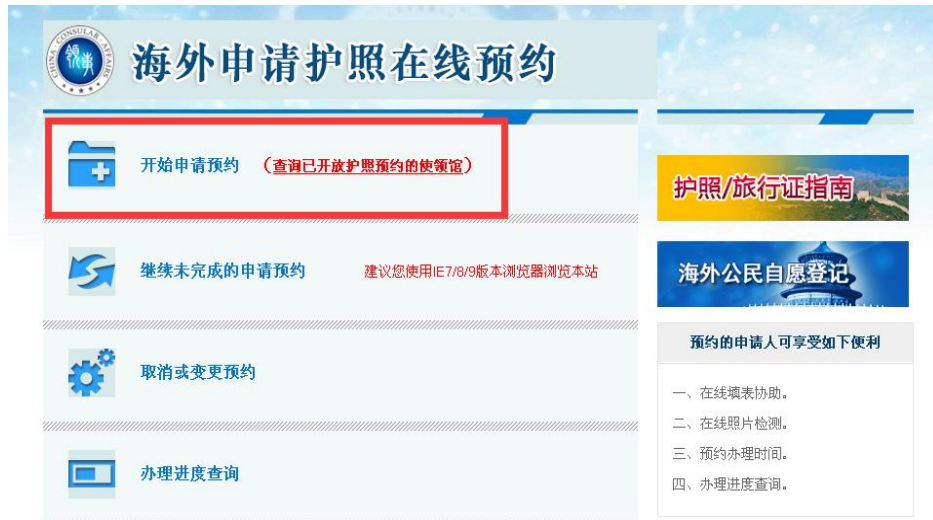 CHINA CONSULAR AFFAIRS
领事
海外申请护照在线预约
开始申请预约 (查询已开放护照预约的使领馆)
继续未完成的申请预约 建议您使用IE7/8/9版本浏览器浏览本站
取消或变更预约
办理进度查询
护照/旅行证指南
海外公民自愿登记
预约的申请人可享受如下便利
一、在线填表协助。
二、在线照片检测。
三、预约办理时间。
四、办理进度查询。